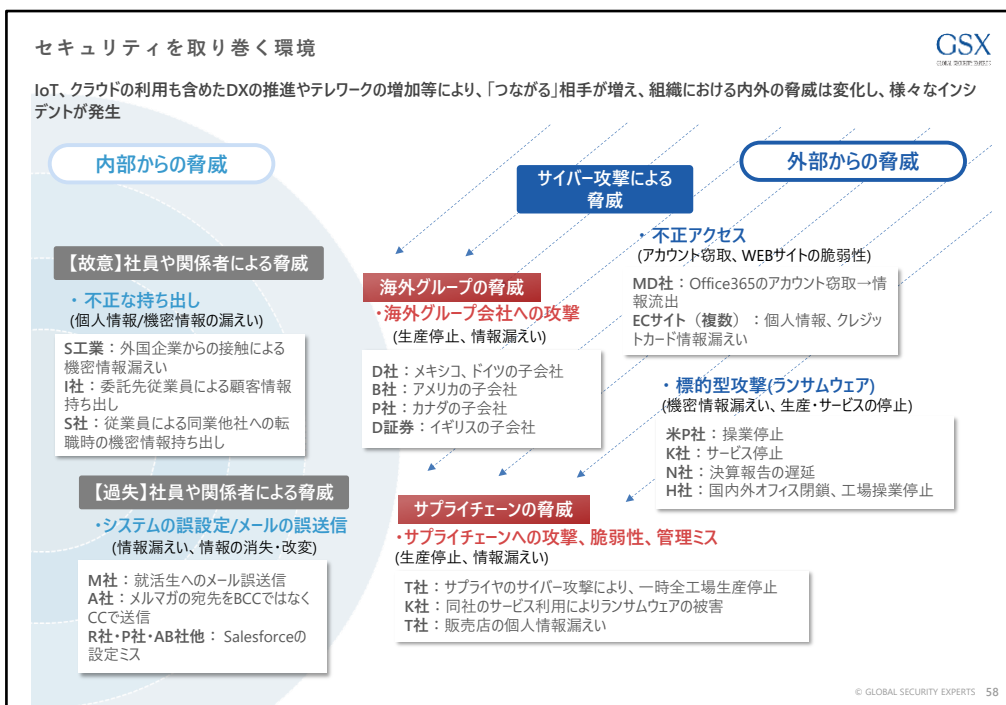 セキュリティを取り巻く環境
GSX
GLOBAL SECURITY EXPERTS
IoT、クラウドの利用も含めたDXの推進やテレワークの増加等により、「つながる」相手が増え、組織における内外の脅威は変化し、様々なインシ
デントが発生
内部からの脅威
サイバー攻撃による
脅威
外部からの脅威
【故意】社員や関係者による脅威
・不正な持ち出し
(個人情報/機密情報の漏えい)
S工業：外国企業からの接触による
機密情報漏えい
I社：委託先従業員による顧客情報
持ち出し
S社：従業員による同業他社への転
職時の機密情報持ち出し
【過失】社員や関係者による脅威
・システムの誤設定/メールの誤送信
(情報漏えい、情報の消失・改変)
M社：就活生へのメール誤送信
A社：メルマガの宛先をBCCではなく
CCで送信
R社・P社・AB社他： Salesforceの
設定ミス
海外グループの脅威
・海外グループ会社への攻撃
(生産停止、情報漏えい)
D社：メキシコ、ドイツの子会社
B社：アメリカの子会社
P社：カナダの子会社
D証券：イギリスの子会社
サプライチェーンの脅威
・サプライチェーンへの攻撃、脆弱性、管理ミス
(生産停止、情報漏えい)
T社：サプライヤのサイバー攻撃により、一時全工場生産停止
K社：同社のサービス利用によりランサムウェアの被害
T社：販売店の個人情報漏えい
・不正アクセス
(アカウント窃取、WEBサイトの脆弱性)
MD社：Office365のアカウント窃取→情
報流出
ECサイト（複数）：個人情報、クレジッ
トカード情報漏えい
・標的型攻撃(ランサムウェア)
(機密情報漏えい、生産・サービスの停止)
米P社：操業停止
K社：サービス停止
N社：決算報告の遅延
H社：国内外オフィス閉鎖、工場操業停止
© GLOBAL SECURITY EXPERTS 58